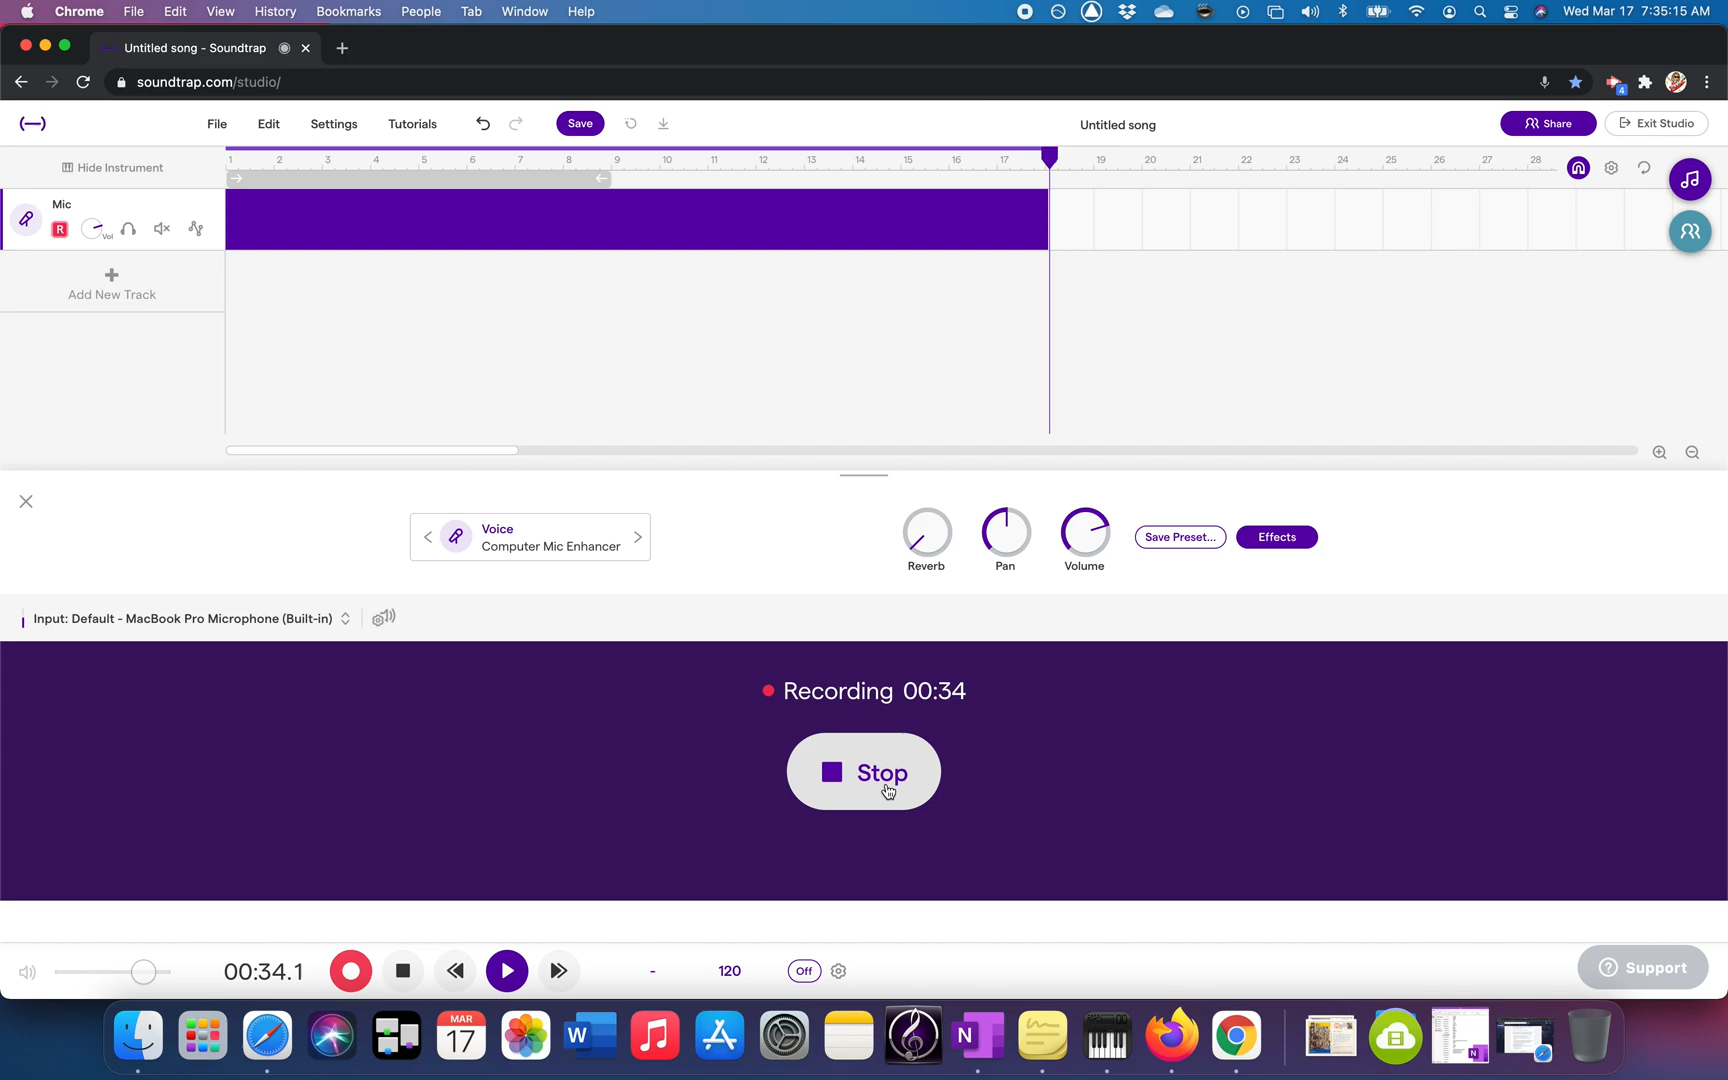 Chrome File Edit View History Bookmarks People Tab Window Help Wed Mar 17 7:35:15 AM
Untitled song - Soundtrap
soundtrap.com/studio/ 4
File Edit Settings Tutorials Save Untitled song Share Exit Studio
Hide Instrument 1 2 3 4 5 6 7 8 9 10 11 12 13 14 15 16 17 19 20 21 22 23 24 25 26 27 28
Mic
R Vol
Add New Track
Voice
Computer Mic Enhancer
Save Preset... Effects
Reverb Pan Volume
Input: Default - MacBook Pro Microphone (Built-in)
Recording 00:34
Stop
00:34.1 - 120 Off Support
MAR
17
W
N
N